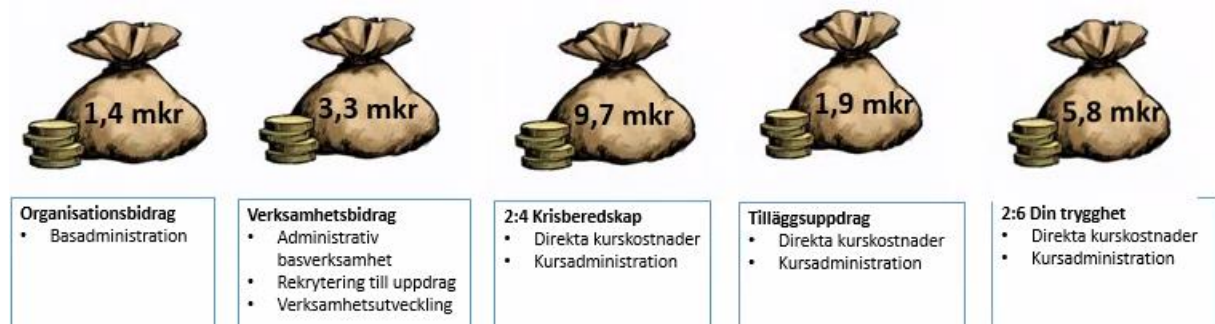 1,4 mkr
3,3 mkr
9,7 mkr
1,9 mkr
5,8 mkr
Organisationsbidrag
• Basadministration
Verksamhetsbidrag
• Administrativ
basverksamhet
• Rekrytering till uppdrag
• Verksamhetsutveckling
2:4 Krisberedskap
• Direkta kurskostnader
• Kursadministration
Tilläggsuppdrag
• Direkta kurskostnader
• Kursadministration
2:6 Din trygghet
• Direkta kurskostnader
• Kursadministration